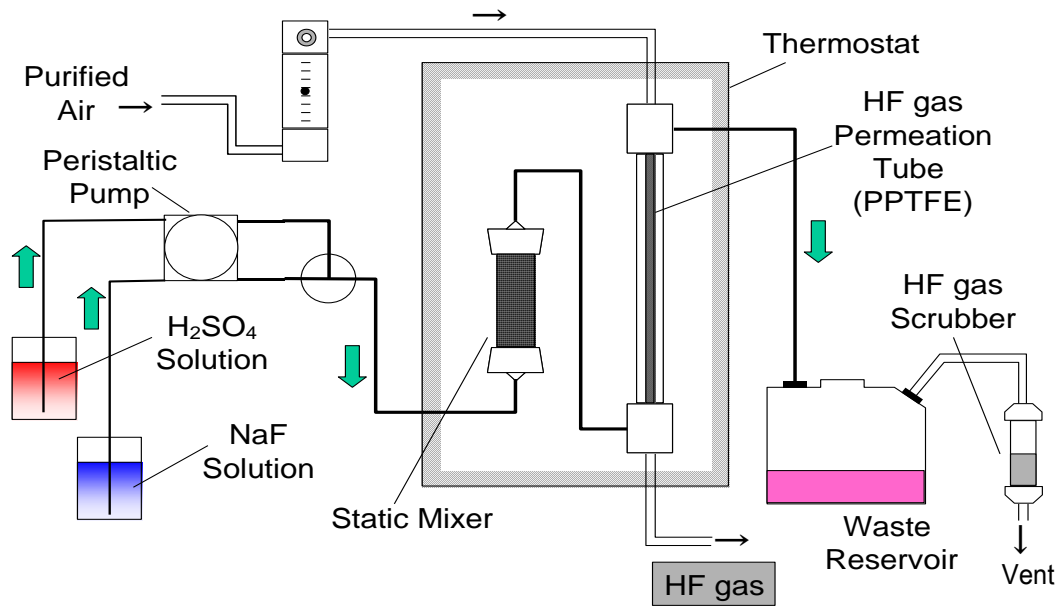 Purified
Air
Peristaltic
Pump
H₂SO₄
Solution
NaF
Solution
Static Mixer
Thermostat
HF gas
Permeation
Tube
(PPTFE)
HF gas
Scrubber
Waste
Reservoir
Vent
HF gas